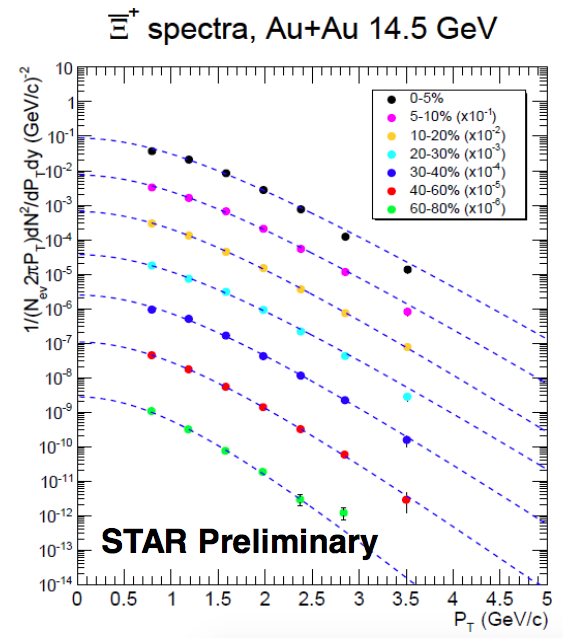 Ξ̅⁺ spectra, Au+Au 14.5 GeV
1/(N_ev 2πP_T)dN²/dP_Tdy (GeV/c)⁻²
10
1
10⁻¹
10⁻²
10⁻³
10⁻⁴
10⁻⁵
10⁻⁶
10⁻⁷
10⁻⁸
10⁻⁹
10⁻¹⁰
10⁻¹¹
10⁻¹²
10⁻¹³
10⁻¹⁴
0-5%
5-10% (x10⁻¹)
10-20% (x10⁻²)
20-30% (x10⁻³)
30-40% (x10⁻⁴)
40-60% (x10⁻⁵)
60-80% (x10⁻⁶)
STAR Preliminary
0 0.5 1 1.5 2 2.5 3 3.5 4 4.5 5
P_T (GeV/c)